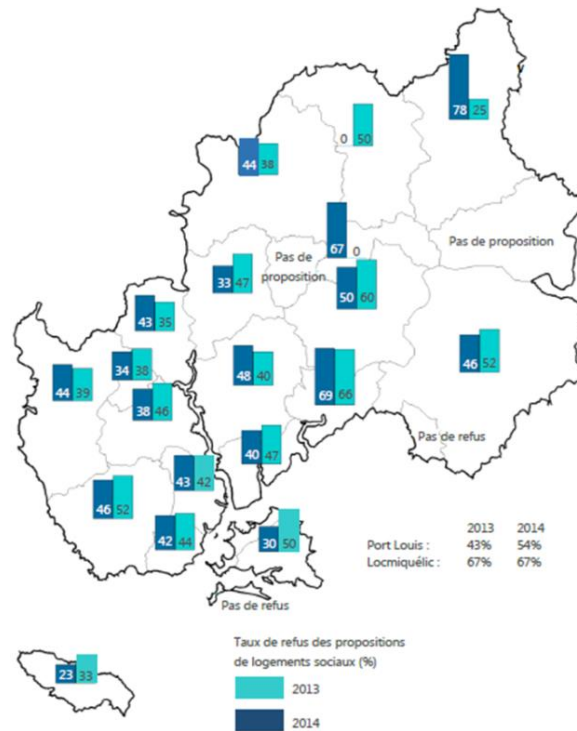 78 25
0 50
44 38
67 0
Pas de proposition
Pas de
proposition
33 47
50 60
43 35
46 52
34 38
48 40
44 39
69 66
38 46
Pas de refus
40 47
43 42
46 52
42 44
30 50
2013 2014
Port Louis : 43% 54%
Locmiquélic : 67% 67%
Pas de refus
Taux de refus des propositions
de logements sociaux (%)
23 33
2013
2014